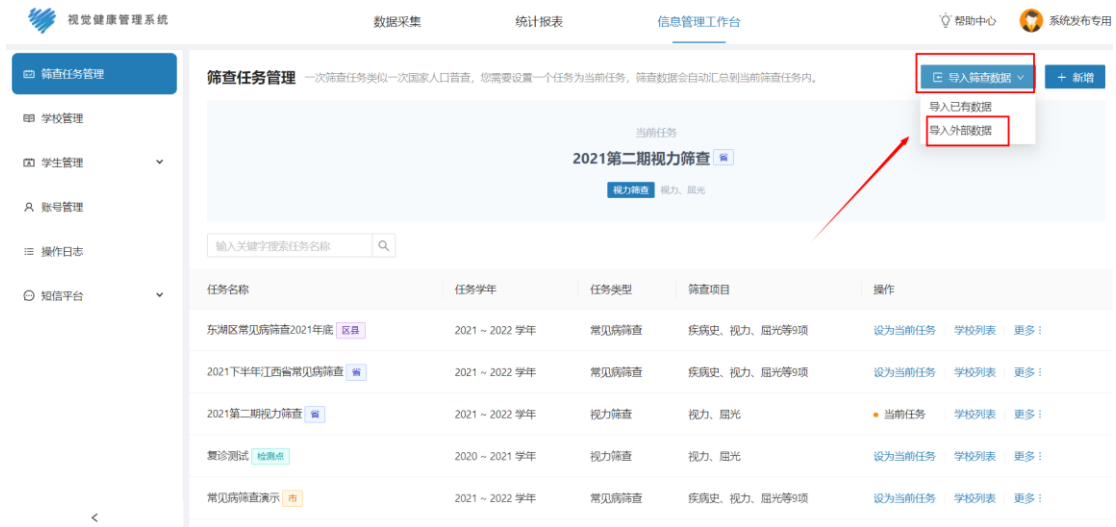 视觉健康管理系统
数据采集
统计报表
信息管理工作台
帮助中心
系统发布专用
筛查任务管理
学校管理
学生管理
账号管理
操作日志
短信平台
筛查任务管理 一次筛查任务类似一次国家人口普查，您需要设置一个任务为当前任务，筛查数据会自动汇总到当前筛查任务内。
导入筛查数据
+ 新增
导入已有数据
导入外部数据
当前任务
2021第二期视力筛查 省
视力筛查 视力、屈光
输入关键字搜索任务名称
任务名称 任务学年 任务类型 筛查项目 操作
东湖区常见病筛查2021年底 区县 2021 ~ 2022 学年 常见病筛查 疾病史、视力、屈光等9项 设为当前任务 学校列表 更多
2021下半年江西省常见病筛查 省 2021 ~ 2022 学年 常见病筛查 疾病史、视力、屈光等9项 设为当前任务 学校列表 更多
2021第二期视力筛查 省 2021 ~ 2022 学年 视力筛查 视力、屈光 当前任务 学校列表 更多
复诊测试 检测点 2020 ~ 2021 学年 视力筛查 视力、屈光 设为当前任务 学校列表 更多
常见病筛查演示 市 2021 ~ 2022 学年 常见病筛查 疾病史、视力、屈光等9项 设为当前任务 学校列表 更多